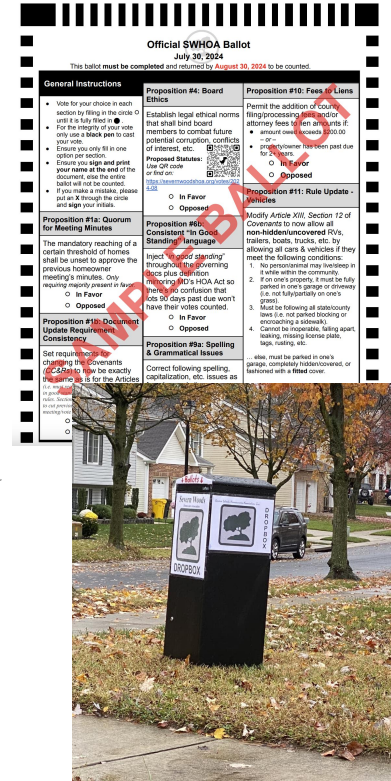 Official SWHOA Ballot
July 30, 2024
This ballot must be completed and returned by August 30, 2024 to be counted.
General Instructions
• Vote for your choice in each
section by filling in the circle O
until it is fully filled in ●.
• For the integrity of your vote
only use a black pen to cast
your vote.
• Ensure you only fill in one
option per section.
• Ensure you sign and print
your name at the end of the
document, else the entire
ballot will not be counted.
• If you make a mistake, please
put an X through the circle
and sign your initials.
Proposition #1a: Quorum
for Meeting Minutes
The mandatory reaching of
a certain threshold of homes
shall be unset to approve the
previous homeowner
meeting's minutes. Only
requiring majority present in favor
O In Favor
O Opposed
Proposition #1b: Document
Update Requirement
Consistency
Set requirements for
changing the Covenants
(CC&Rs) to now be exactly
the same as is for the Articles
Proposition #4: Board
Ethics
Establish legal ethical norms
that shall bind board
members to combat future
potential corruption, conflicts
of interest, etc.
Proposed Statutes:
Use QR code
or find on:
O In Favor
O Opposed
Proposition #6b:
Consistent "In Good
Standing" language
Inject "in good standing"
throughout the governing
docs plus definition
within MD's HOA Act so
there's no confusion that
lots 90 days past due won't
have their votes counted.
O In Favor
O Opposed
Proposition #9a: Spelling
& Grammatical Issues
Correct following spelling,
capitalization, etc. issues as
Proposition #10: Fees to Liens
Permit the addition of county
filing/processing fees and/or
attorney fees to lien amounts if:
• amount owed exceeds $200.00
– or –
• property/owner has been past due
for 2+ years.
O In Favor
O Opposed
Proposition #11: Rule Update -
Vehicles
Modify Article XIII, Section 12 of
Covenants to now allow all
non-hidden/uncovered RVs,
trailers, boats, trucks, etc. by
allowing all cars & vehicles if they
meet the following conditions:
1. No person/animal may live/sleep in
it while within the community.
2. If on one's property, it must be fully
parked in one's garage or driveway
(i.e. not fully/partially on one's
grass).
3. Must be following all state/county
laws (i.e. not parked blocking or
encroaching a sidewalk).
4. Cannot be inoperable, falling apart,
leaking, missing license plate,
tags, rusting, etc.
... else, must be parked in one's
garage, completely hidden/covered, or
fashioned with a fitted cover.
SAMPLE BALLOT
Ballots
Seven Woods
DROPBOX
DROPBOX